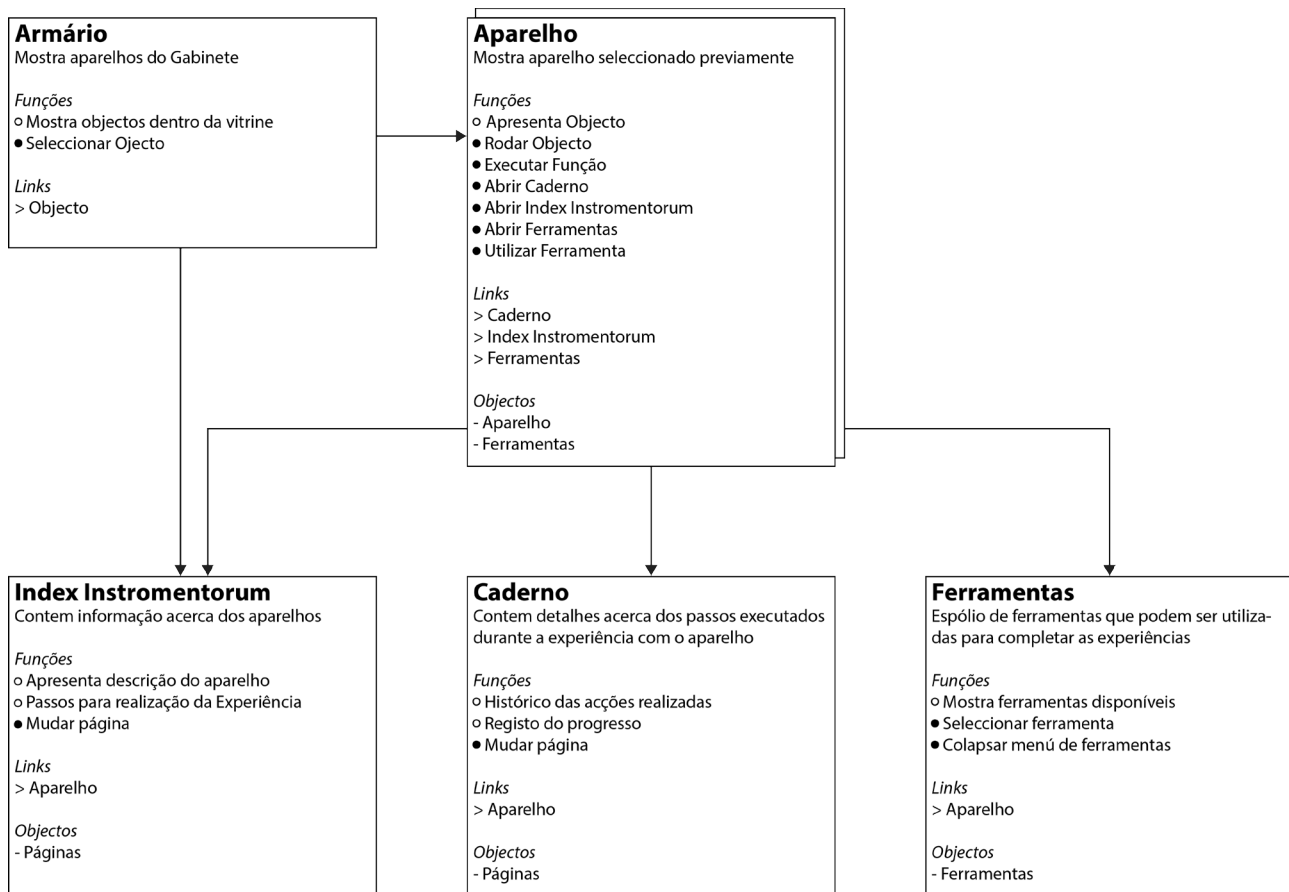 Armário
Mostra aparelhos do Gabinete
Funções
○ Mostra objectos dentro da vitrine
● Seleccionar Ojecto
Links
> Objecto
Aparelho
Mostra aparelho seleccionado previamente
Funções
○ Apresenta Objecto
● Rodar Objecto
● Executar Função
● Abrir Caderno
● Abrir Index Instromentorum
● Abrir Ferramentas
● Utilizar Ferramenta
Links
> Caderno
> Index Instromentorum
> Ferramentas
Objectos
- Aparelho
- Ferramentas
Index Instromentorum
Contem informação acerca dos aparelhos
Funções
○ Apresenta descrição do aparelho
○ Passos para realização da Experiência
● Mudar página
Links
> Aparelho
Objectos
- Páginas
Caderno
Contem detalhes acerca dos passos executados
durante a experiência com o aparelho
Funções
○ Histórico das acções realizadas
○ Registo do progresso
● Mudar página
Links
> Aparelho
Objectos
- Páginas
Ferramentas
Espólio de ferramentas que podem ser utiliza-
das para completar as experiências
Funções
○ Mostra ferramentas disponíveis
● Seleccionar ferramenta
● Colapsar menú de ferramentas
Links
> Aparelho
Objectos
- Ferramentas